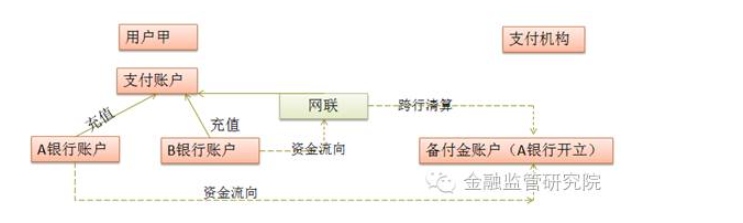 用户甲
支付机构
支付账户
网联
跨行清算
充值
充值
A银行账户
B银行账户
资金流向
备付金账户（A银行开立）
资金流向
金融监管研究院